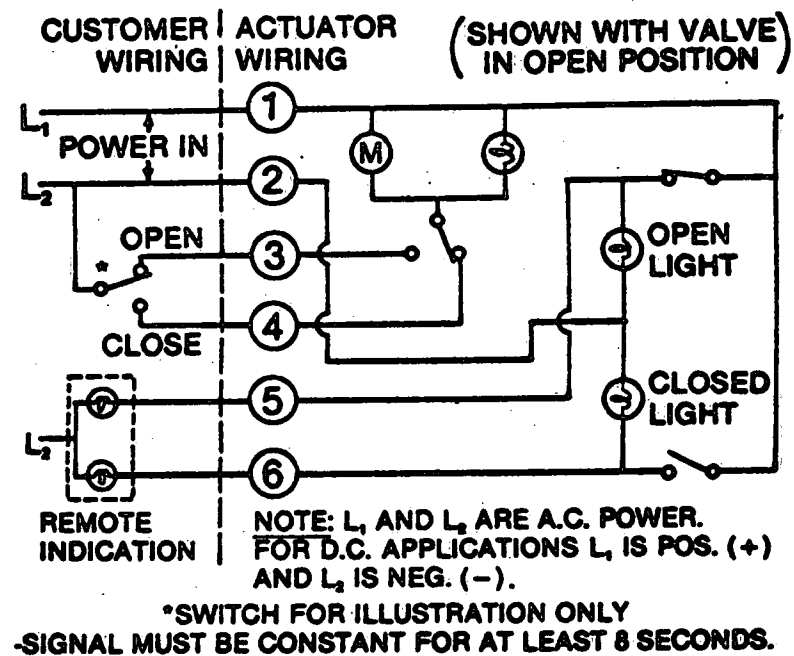 CUSTOMER WIRING
ACTUATOR WIRING
(SHOWN WITH VALVE IN OPEN POSITION)
L₁
1
POWER IN
M
L₂
2
OPEN
3
*
OPEN LIGHT
4
CLOSE
5
CLOSED LIGHT
L₂
6
REMOTE INDICATION
NOTE: L₁ AND L₂ ARE A.C. POWER.
FOR D.C. APPLICATIONS L₁ IS POS. (+)
AND L₂ IS NEG. (−).
*SWITCH FOR ILLUSTRATION ONLY
-SIGNAL MUST BE CONSTANT FOR AT LEAST 8 SECONDS.